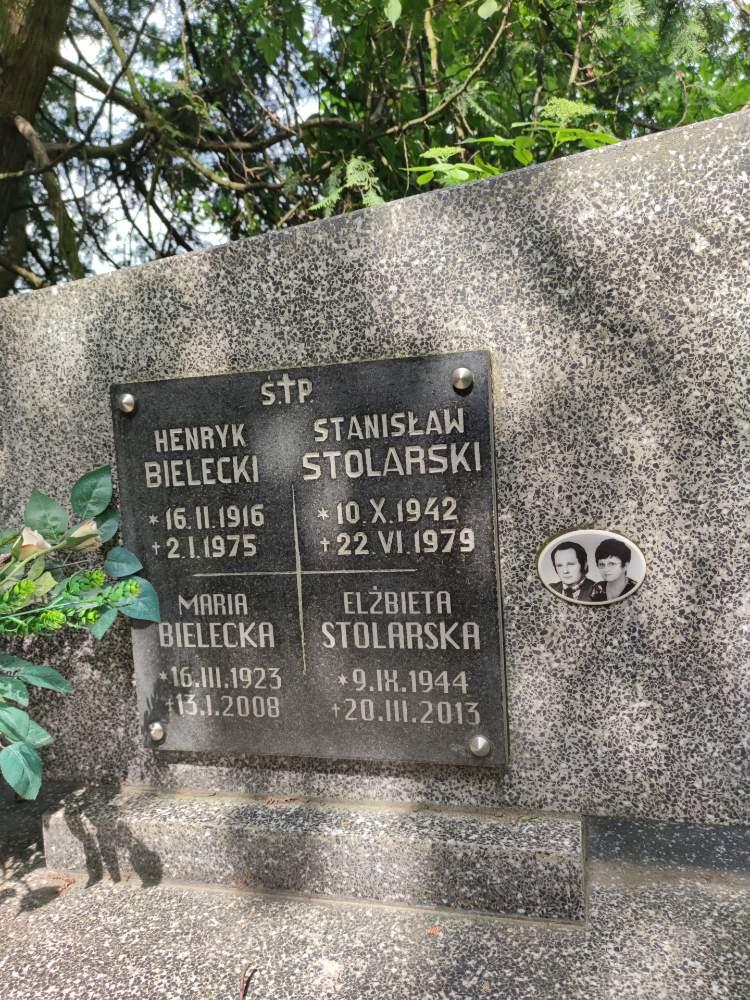 Ś✝P.
HENRYK
BIELECKI
*16.II.1916
✝2.I.1975
STANISŁAW
STOLARSKI
*10.X.1942
✝22.VI.1979
MARIA
BIELECKA
*16.III.1923
✝13.I.2008
ELŻBIETA
STOLARSKA
*9.IX.1944
✝20.III.2013